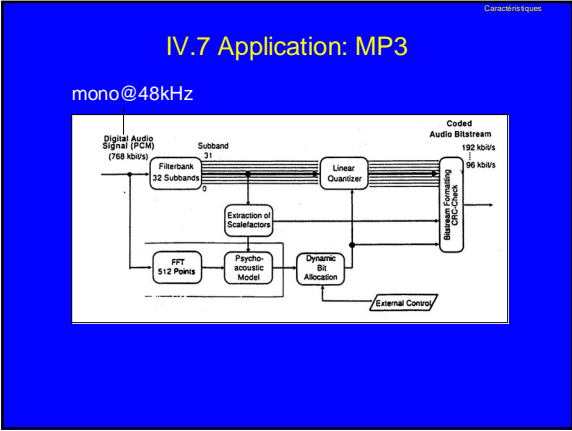 Caractéristiques
IV.7 Application: MP3
mono@48kHz
Digital Audio
Signal (PCM)
(768 kbit/s)
Filterbank
32 Subbands
Subband
31
0
Linear
Quantizer
Coded
Audio Bitstream
192 kbit/s
96 kbit/s
Bitstream Formatting
CRC-Check
Extraction of
Scalefactors
FFT
512 Points
Psycho-
acoustic
Model
Dynamic
Bit
Allocation
External Control